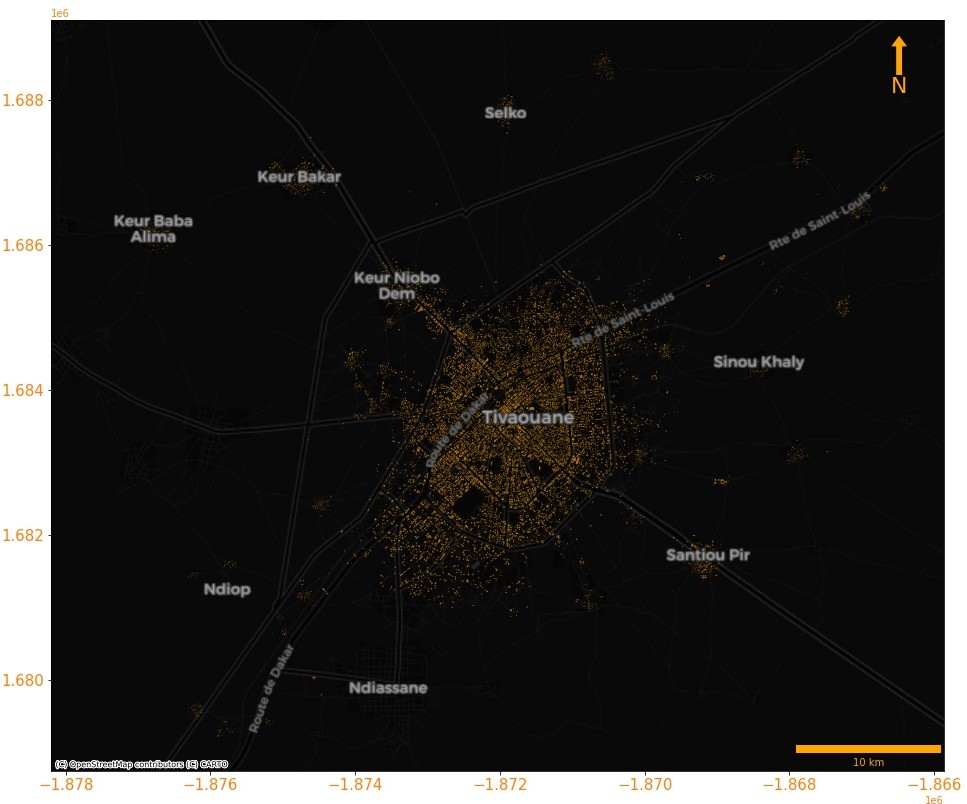 1e6
1.688
1.686
1.684
1.682
1.680
N
Selko
Keur Bakar
Keur Baba
Alima
Rte de Saint-Louis
Keur Niobo
Dem
Rte de Saint-Louis
Sinou Khaly
Route de Dakar
Tivaouane
Santiou Pir
Ndiop
Route de Dakar
Ndiassane
10 km
(C) OpenStreetMap contributors (C) CARTO
−1.878
−1.876
−1.874
−1.872
−1.870
−1.868
−1.866
1e6